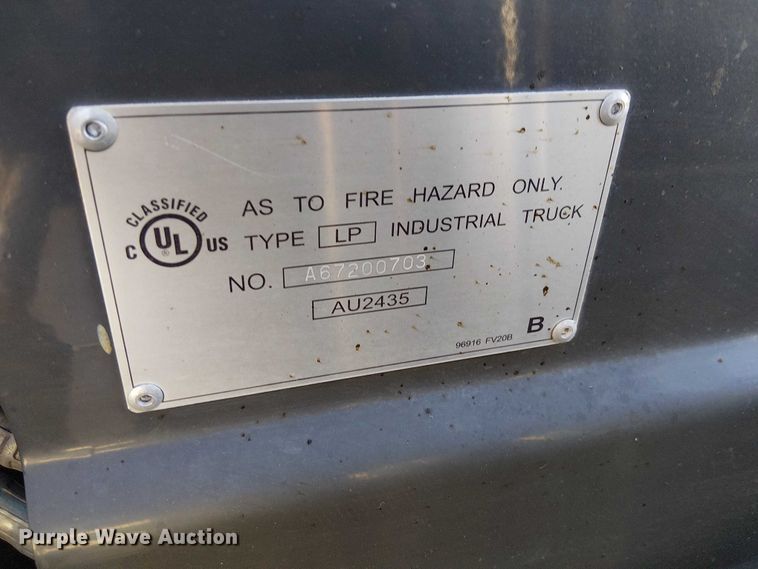 CLASSIFIED
C UL US
®
AS TO FIRE HAZARD ONLY.
TYPE LP INDUSTRIAL TRUCK
NO. A67200703
AU2435
96916 FV20B B
Purple Wave Auction